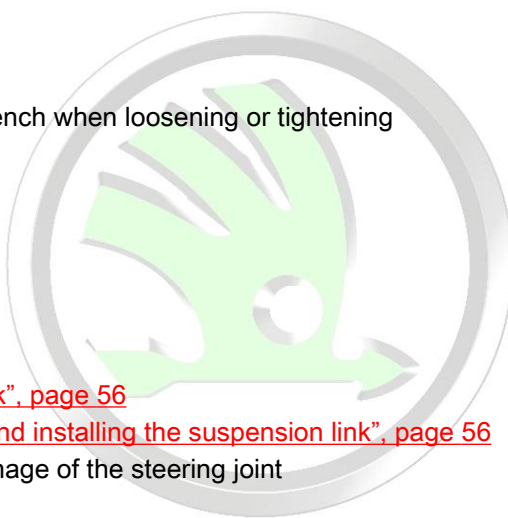 ench when loosening or tightening
k”, page 56
nd installing the suspension link”, page 56
nage of the steering joint